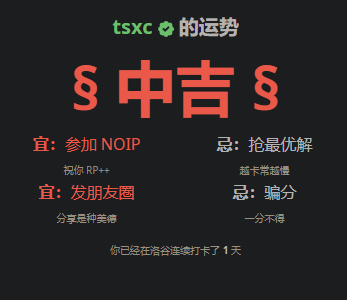 tsxc 的运势
§ 中吉 § 
宜：参加 NOIP 忌：抢最优解
祝你 RP++ 越卡常越慢
宜：发朋友圈 忌：骗分
分享是种美德 一分不得
你已经在洛谷连续打卡了 1 天